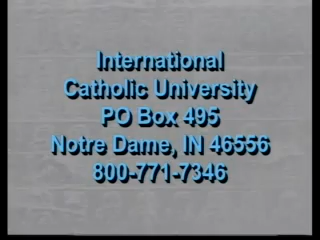 International
Catholic University
PO Box 495
Notre Dame, IN 46556
800-771-7346